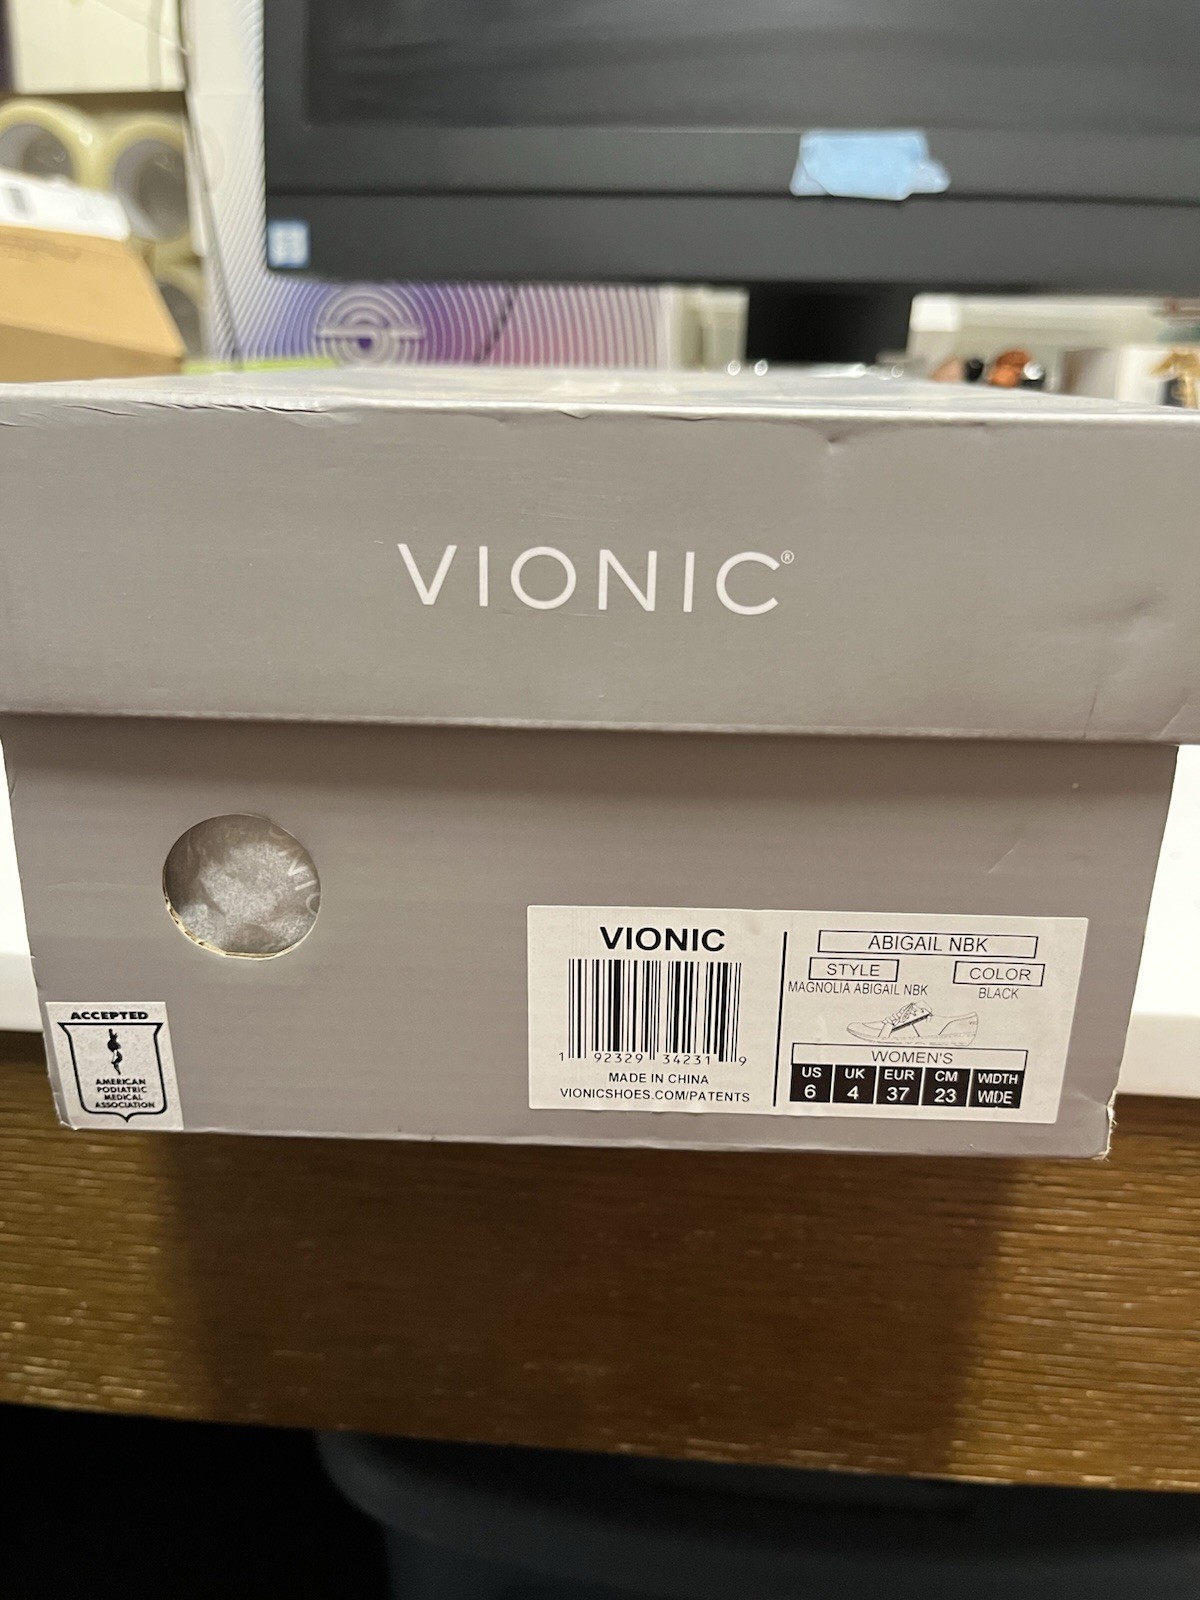 VIONIC®
VIONIC
1 92329 34231 9
MADE IN CHINA
VIONICSHOES.COM/PATENTS
ABIGAIL NBK
STYLE COLOR
MAGNOLIA ABIGAIL NBK BLACK
WOMEN'S
US UK EUR CM WIDTH
6 4 37 23 WIDE
ACCEPTED
AMERICAN
PODIATRIC
MEDICAL
ASSOCIATION